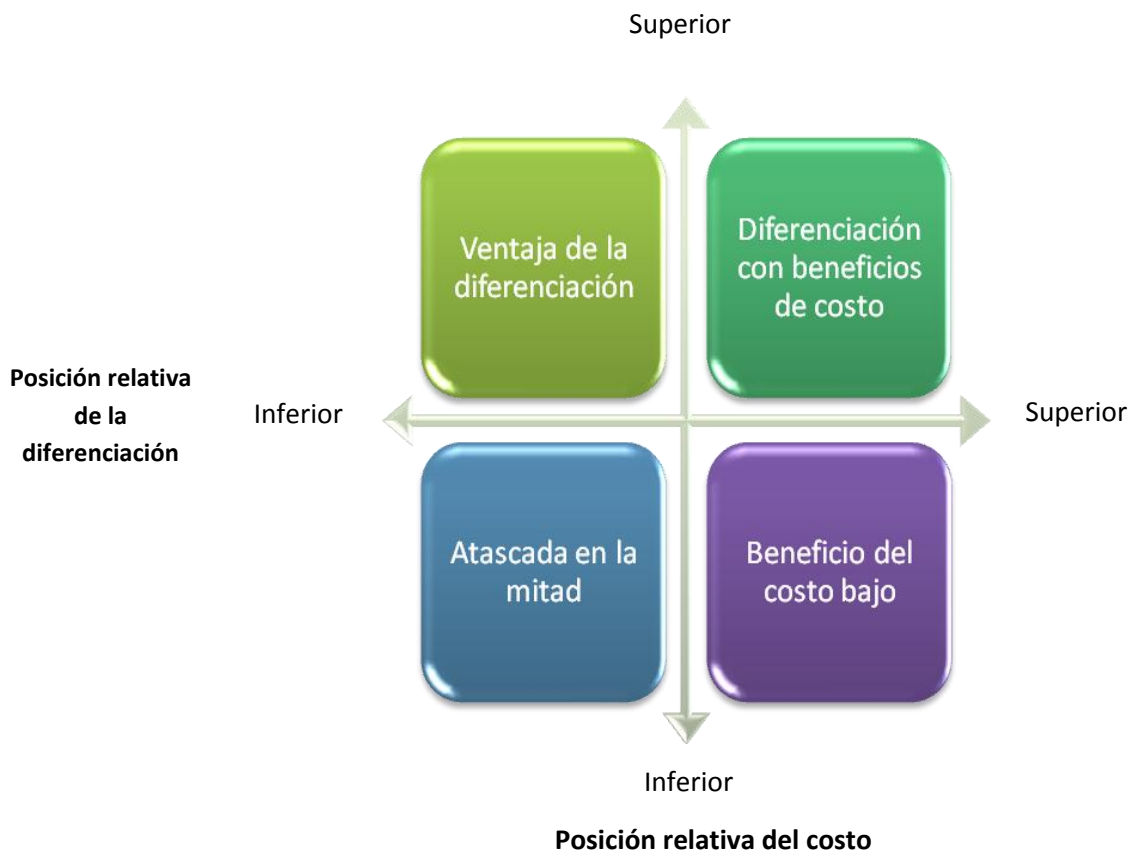 Superior
Ventaja de la
diferenciación
Diferenciación
con beneficios
de costo
Posición relativa
de la
diferenciación
Inferior
Superior
Atascada en la
mitad
Beneficio del
costo bajo
Inferior
Posición relativa del costo